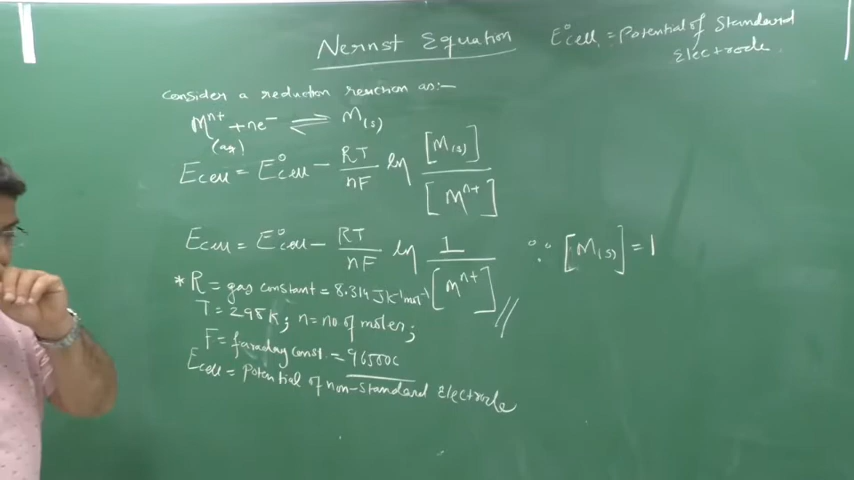 Nernst Equation
E°cell = Potential of Standard
Electrode
Consider a reduction reaction as:-
Mⁿ⁺(aq) + ne⁻ ⇌ M(s)
Ecell = E°cell − RT/nF ln [M(s)]/[Mⁿ⁺]
Ecell = E°cell − RT/nF ln 1/[Mⁿ⁺] ∵ [M(s)] = 1
* R = gas constant = 8.314 JK⁻¹mol⁻¹
T = 298K; n = no of moles;
F = faraday const. = 96500C
Ecell = Potential of non-standard Electrode